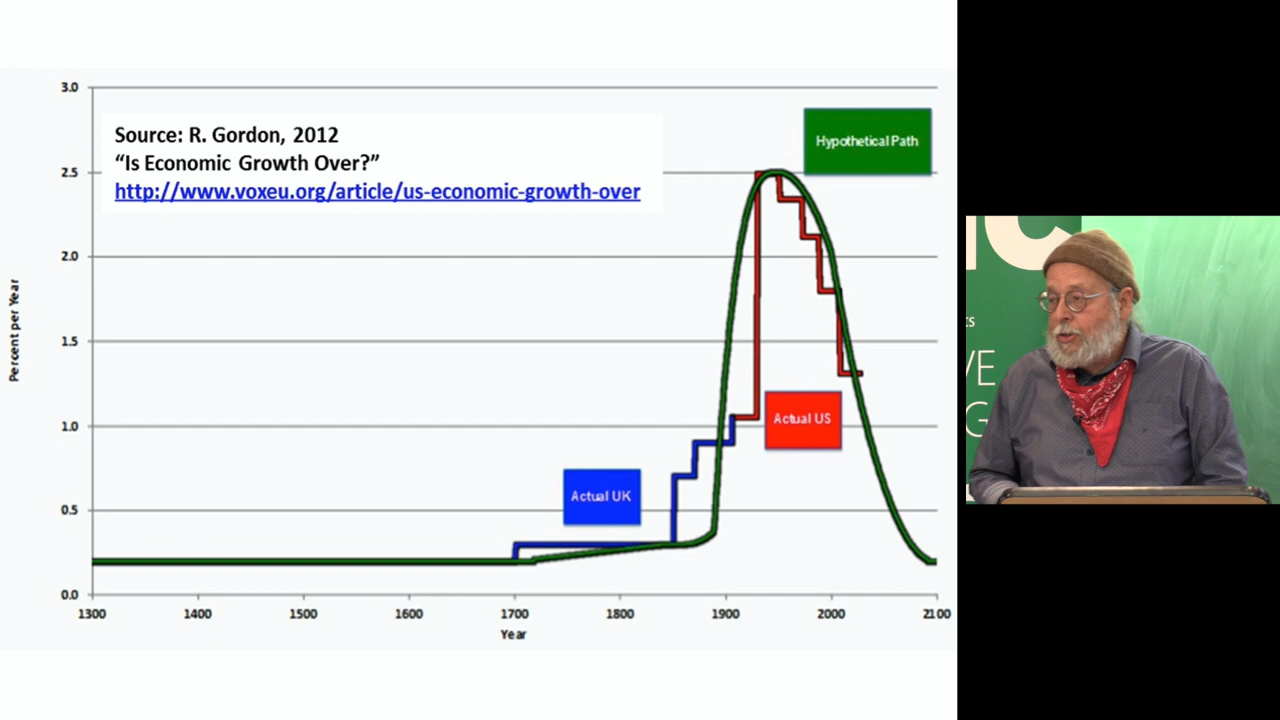 3.0
Source: R. Gordon, 2012
“Is Economic Growth Over?”
http://www.voxeu.org/article/us-economic-growth-over
Hypothetical Path
2.5
2.0
1.5
1.0
0.5
0.0
Percent per Year
Actual US
Actual UK
1300 1400 1500 1600 1700 1800 1900 2000 2100
Year